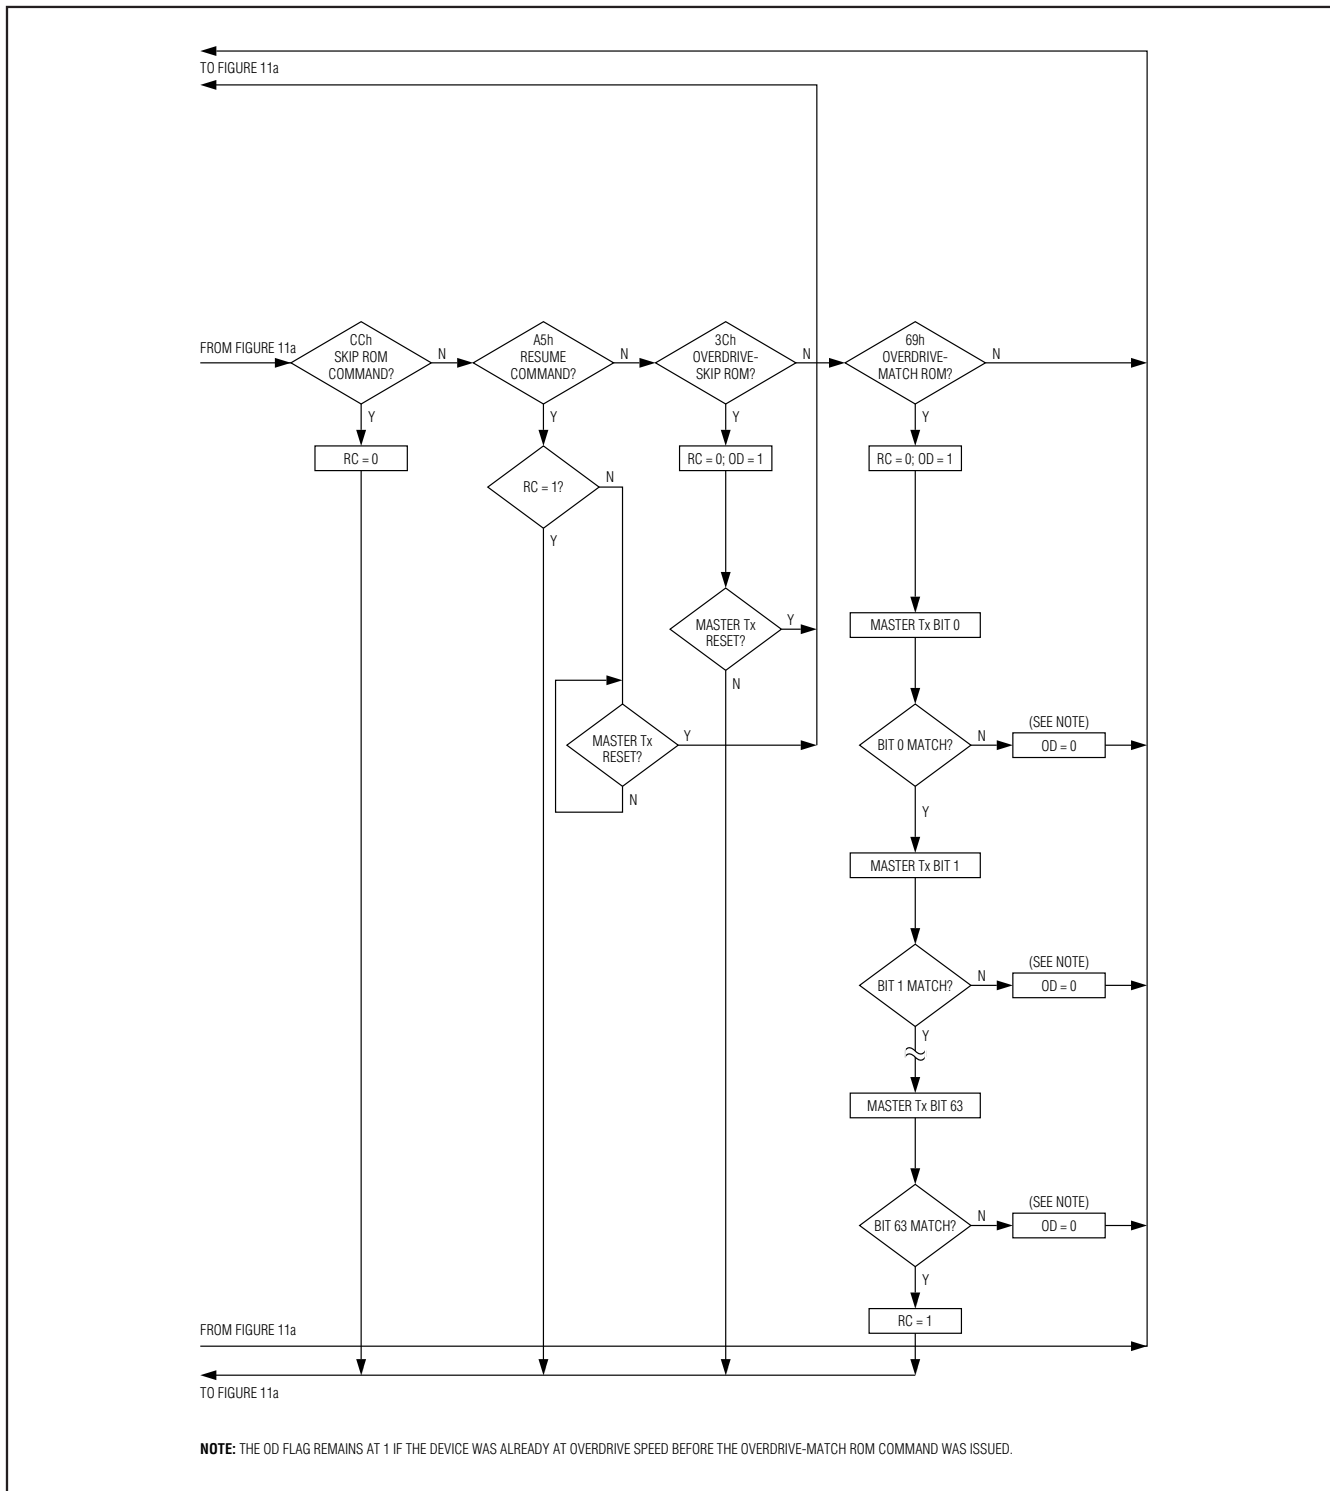 TO FIGURE 11a
FROM FIGURE 11a
CCh
SKIP ROM
COMMAND?
N
A5h
RESUME
COMMAND?
N
3Ch
OVERDRIVE-
SKIP ROM?
N
69h
OVERDRIVE-
MATCH ROM?
N
Y
Y
Y
Y
RC = 0
RC = 1?
N
Y
RC = 0; OD = 1
RC = 0; OD = 1
MASTER Tx
RESET?
Y
N
MASTER Tx BIT 0
MASTER Tx
RESET?
Y
N
BIT 0 MATCH?
N
(SEE NOTE)
OD = 0
Y
MASTER Tx BIT 1
BIT 1 MATCH?
N
(SEE NOTE)
OD = 0
Y
MASTER Tx BIT 63
BIT 63 MATCH?
N
(SEE NOTE)
OD = 0
Y
RC = 1
FROM FIGURE 11a
TO FIGURE 11a
NOTE: THE OD FLAG REMAINS AT 1 IF THE DEVICE WAS ALREADY AT OVERDRIVE SPEED BEFORE THE OVERDRIVE-MATCH ROM COMMAND WAS ISSUED.